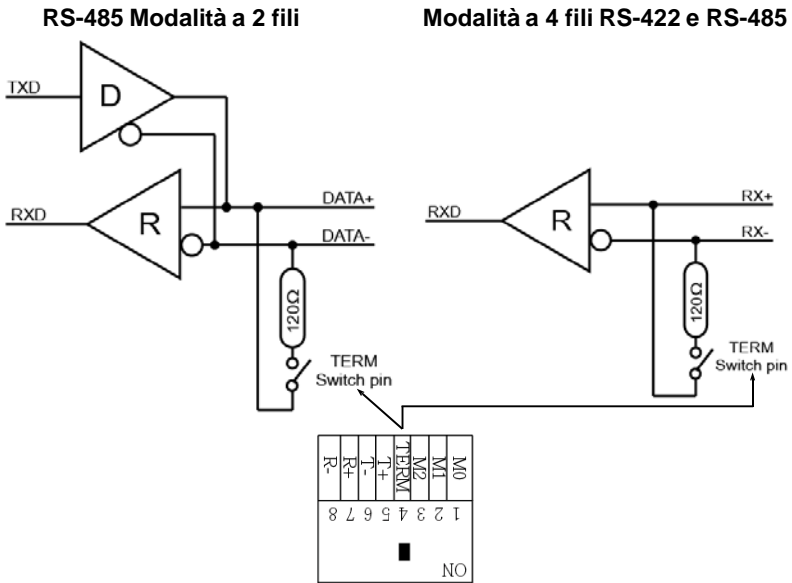 RS-485 Modalità a 2 fili
Modalità a 4 fili RS-422 e RS-485
TXD
D
RXD
R
DATA+
DATA-
120Ω
TERM
Switch pin
RXD
R
RX+
RX-
120Ω
TERM
Switch pin
R- R+ T- T+ TERM M2 M1 M0
8 7 6 5 4 3 2 1
ON